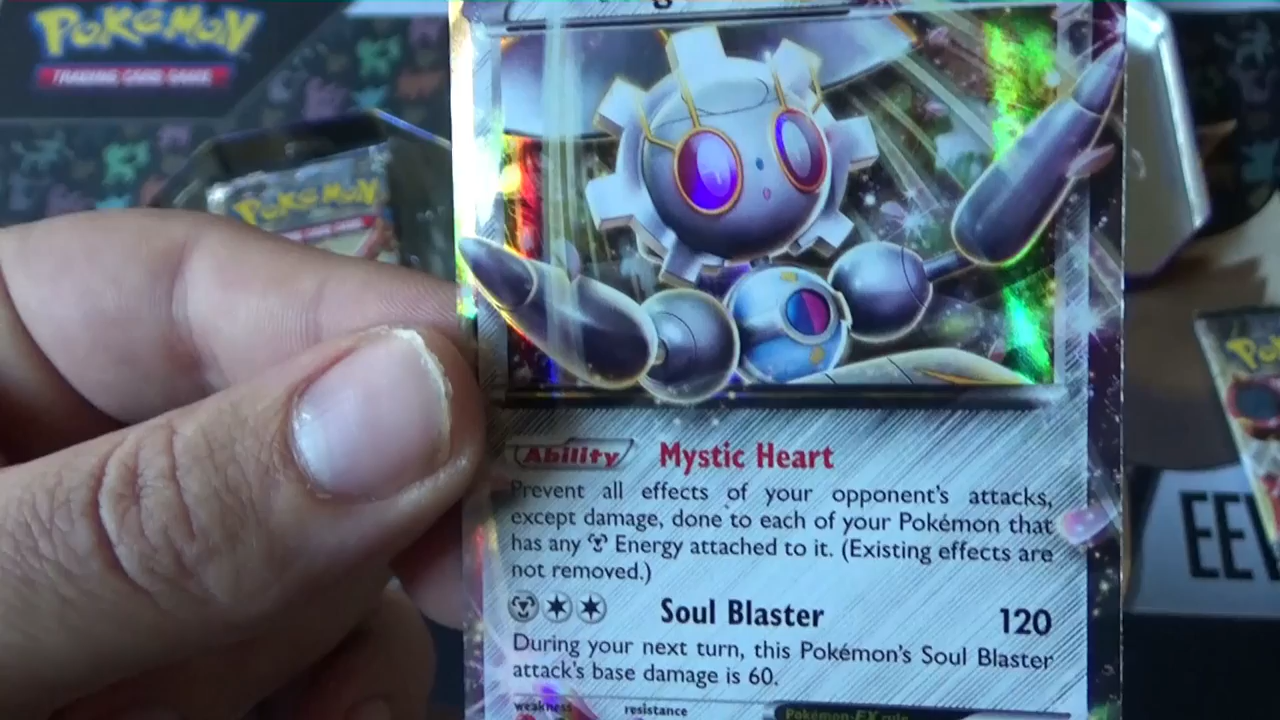 POKéMON
TRADING CARD GAME
POKéMON
Ability Mystic Heart
Prevent all effects of your opponent's attacks,
except damage, done to each of your Pokémon that
has any Energy attached to it. (Existing effects are
not removed.)
Soul Blaster 120
During your next turn, this Pokémon's Soul Blaster
attack's base damage is 60.
weakness resistance
Pokémon-EX rule